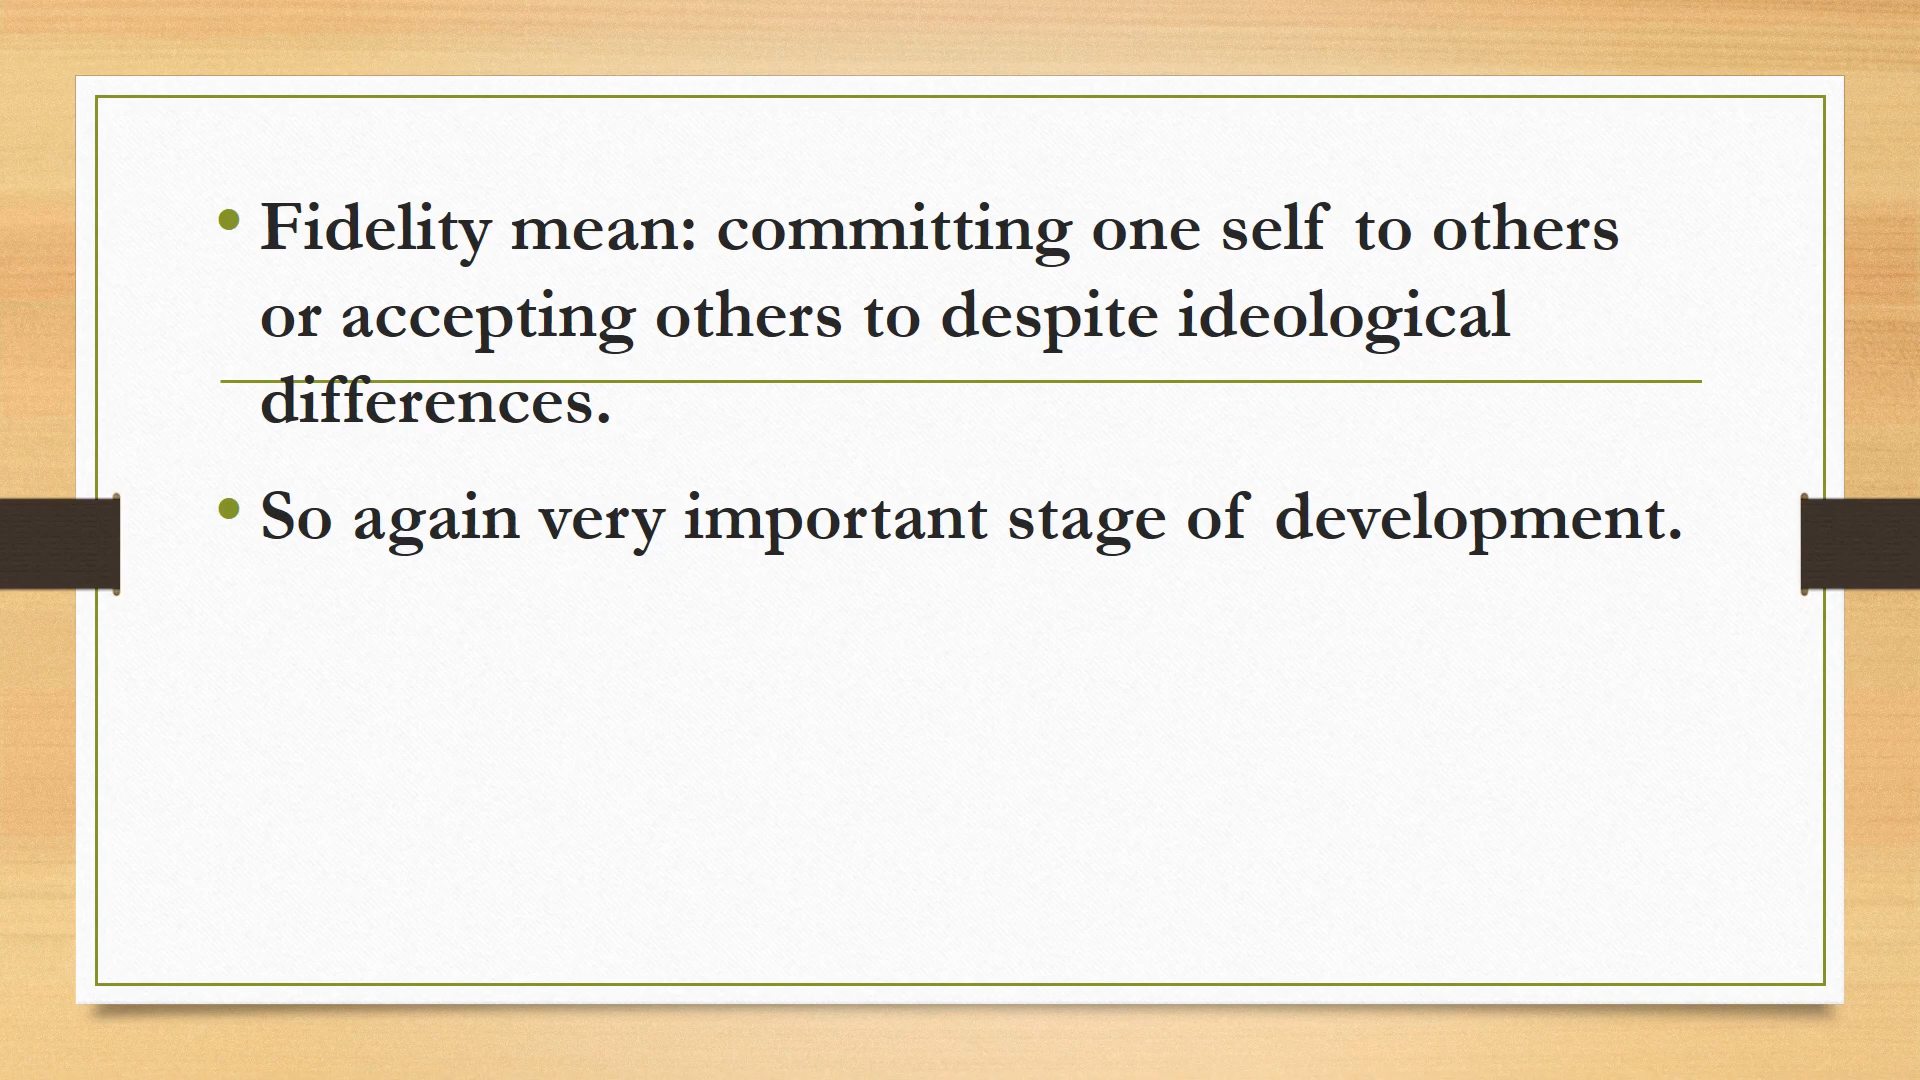 • Fidelity mean: committing one self to others
or accepting others to despite ideological
differences.
• So again very important stage of development.